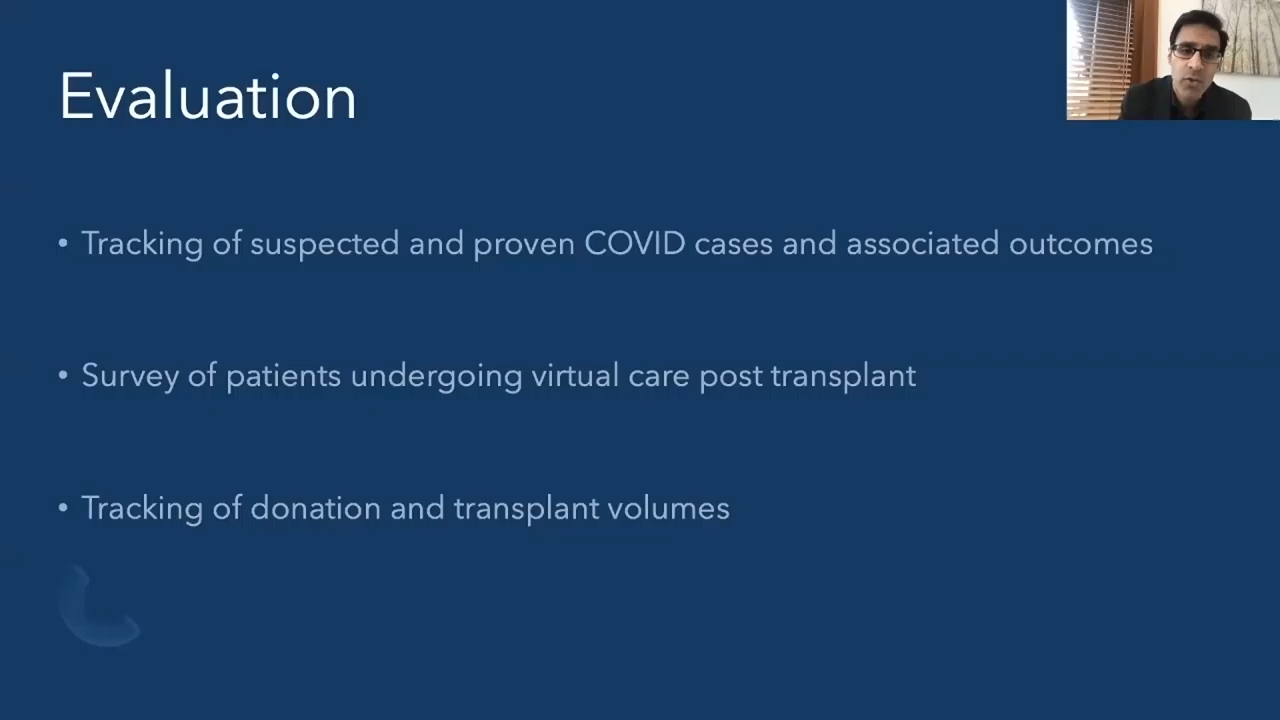 Evaluation
• Tracking of suspected and proven COVID cases and associated outcomes
• Survey of patients undergoing virtual care post transplant
• Tracking of donation and transplant volumes